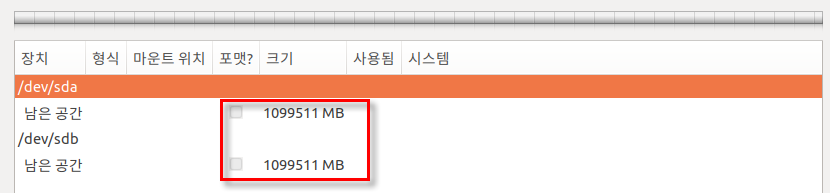 장치 형식 마운트 위치 포맷? 크기 사용됨 시스템
/dev/sda
남은 공간 1099511 MB
/dev/sdb
남은 공간 1099511 MB